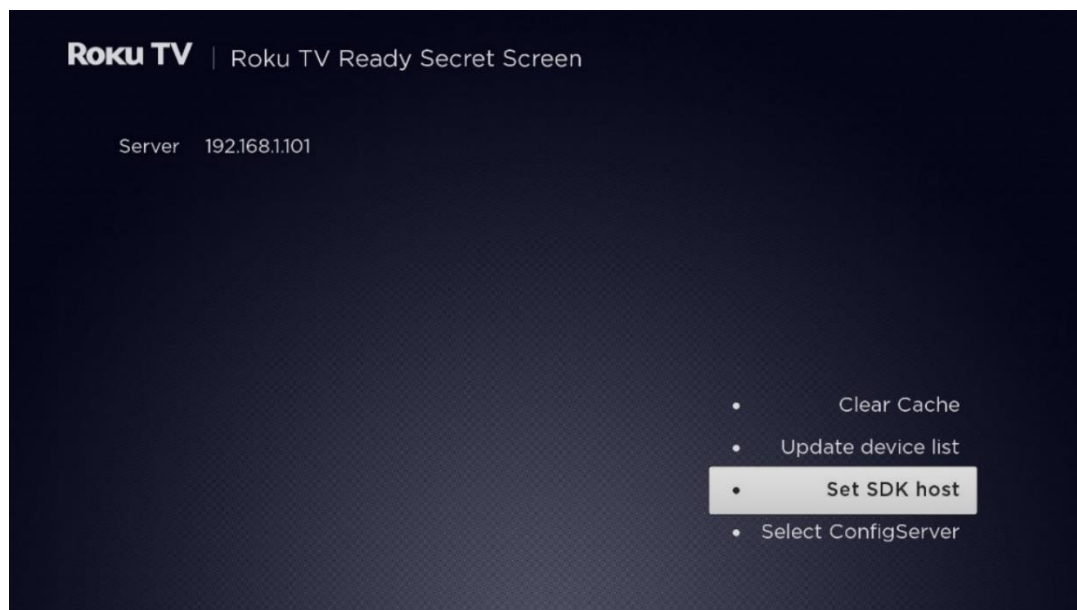 Roku TV | Roku TV Ready Secret Screen
Server 192.168.1.101
• Clear Cache
• Update device list
• Set SDK host
• Select ConfigServer